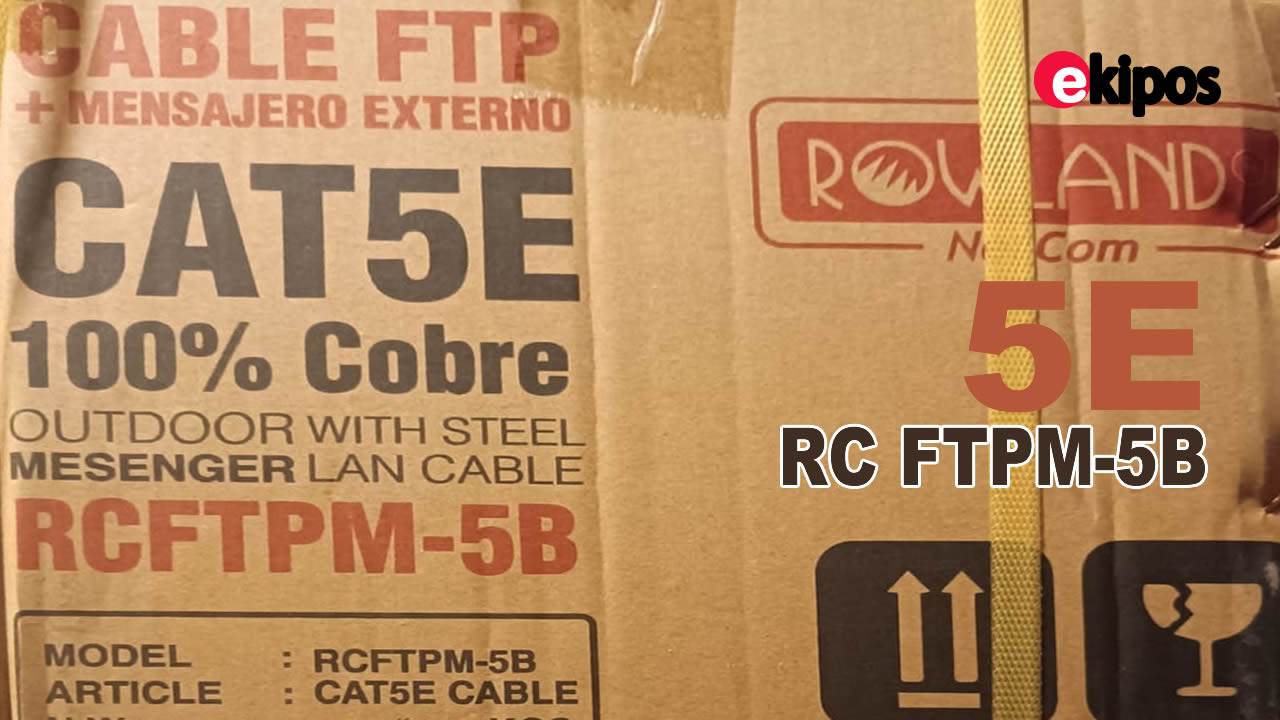 CABLE FTP
+ MENSAJERO EXTERNO
CAT5E
100% Cobre
OUTDOOR WITH STEEL
MESENGER LAN CABLE
RCFTPM-5B
MODEL : RCFTPM-5B
ARTICLE : CAT5E CABLE
ekipos
ROWLAND
Com
5E
RC FTPM-5B